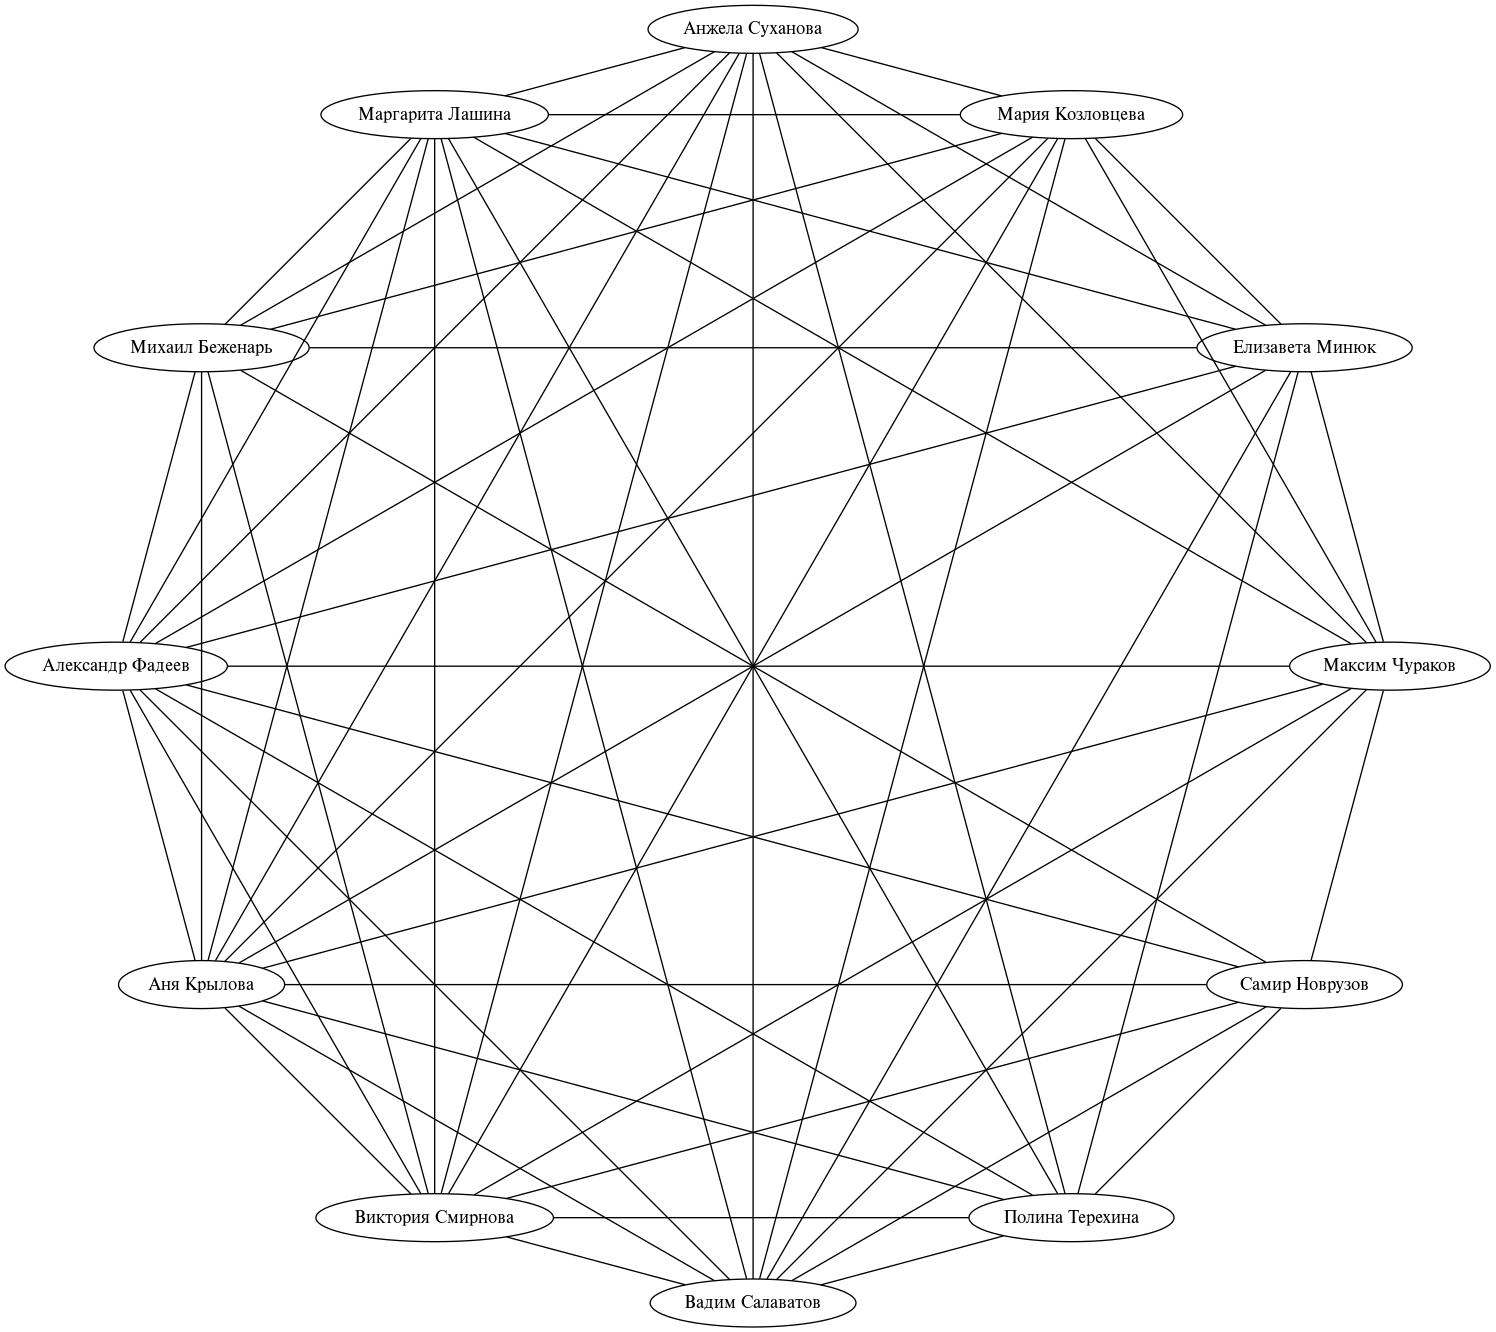 Анжела Суханова
Маргарита Лашина
Мария Козловцева
Михаил Беженарь
Елизавета Минюк
Александр Фадеев
Максим Чураков
Аня Крылова
Самир Новрузов
Виктория Смирнова
Полина Терехина
Вадим Салаватов